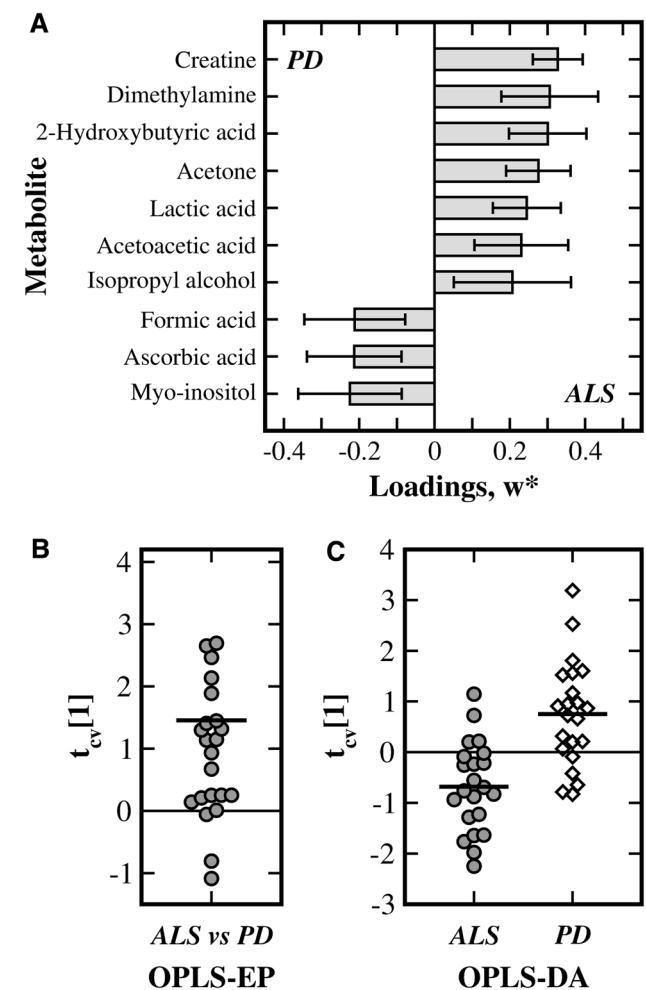 A
PD
Creatine
Dimethylamine
2-Hydroxybutyric acid
Acetone
Lactic acid
Acetoacetic acid
Isopropyl alcohol
Formic acid
Ascorbic acid
Myo-inositol
Metabolite
ALS
-0.4 -0.2 0 0.2 0.4
Loadings, w*
B
4
3
2
1
0
-1
tcv[1]
ALS vs PD
OPLS-EP
C
4
3
2
1
0
-1
-2
-3
tcv[1]
ALS PD
OPLS-DA